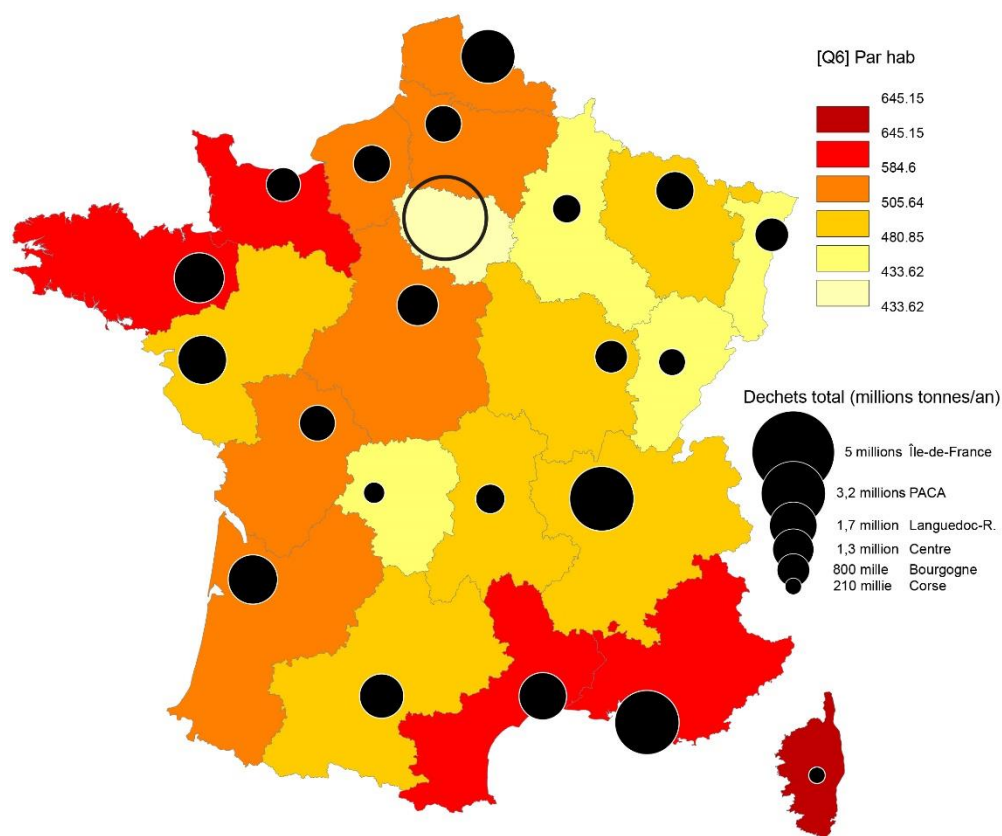 [Q6] Par hab
645.15
645.15
584.6
505.64
480.85
433.62
433.62
Dechets total (millions tonnes/an)
5 millions Île-de-France
3,2 millions PACA
1,7 million Languedoc-R.
1,3 million Centre
800 mille Bourgogne
210 millie Corse